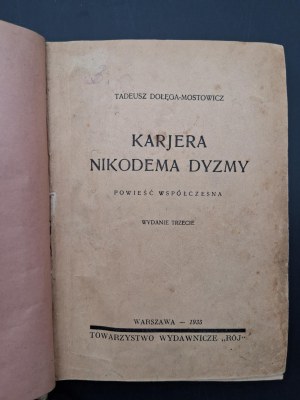 TADEUSZ DOŁĘGA-MOSTOWICZ
KARJERA
NIKODEMA DYZMY
POWIEŚĆ WSPÓŁCZESNA
WYDANIE TRZECIE
WARSZAWA — 1933
TOWARZYSTWO WYDAWNICZE „RÓJ”